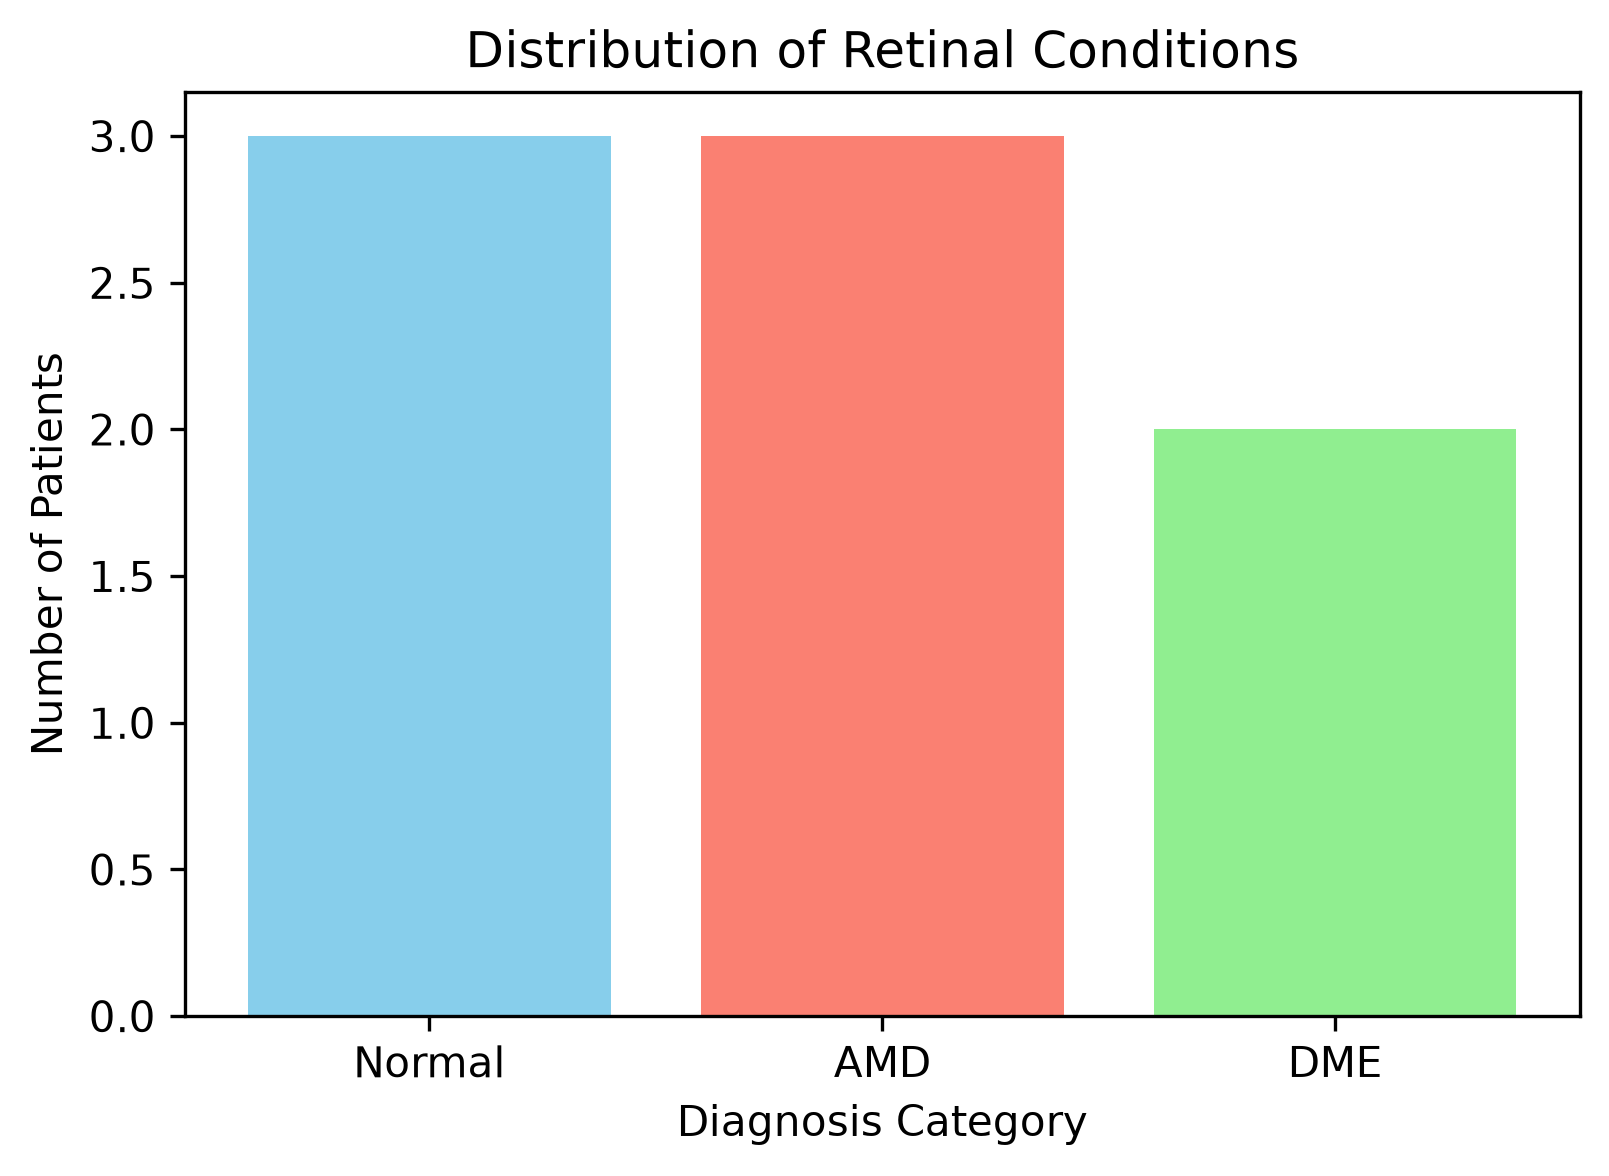 Distribution of Retinal Conditions
Number of Patients
3.0
2.5
2.0
1.5
1.0
0.5
0.0
Normal AMD DME
Diagnosis Category